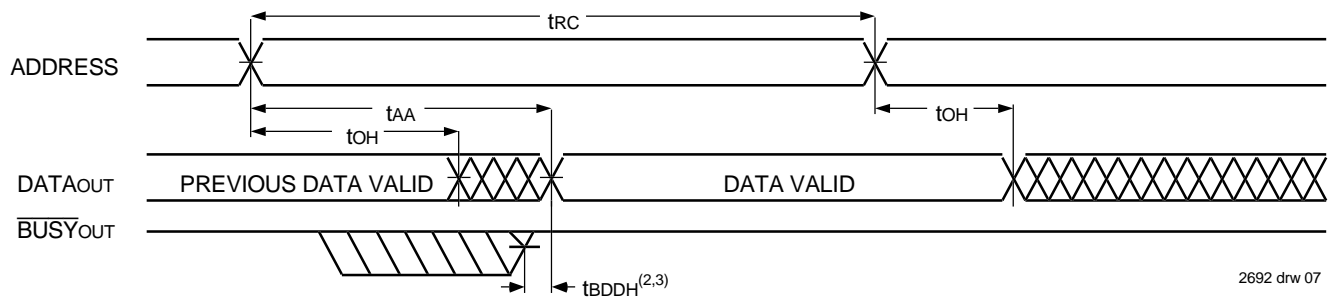 tRC
ADDRESS
tAA
tOH
tOH
DATAOUT
PREVIOUS DATA VALID
DATA VALID
BUSYOUT
tBDDH(2,3)
2692 drw 07